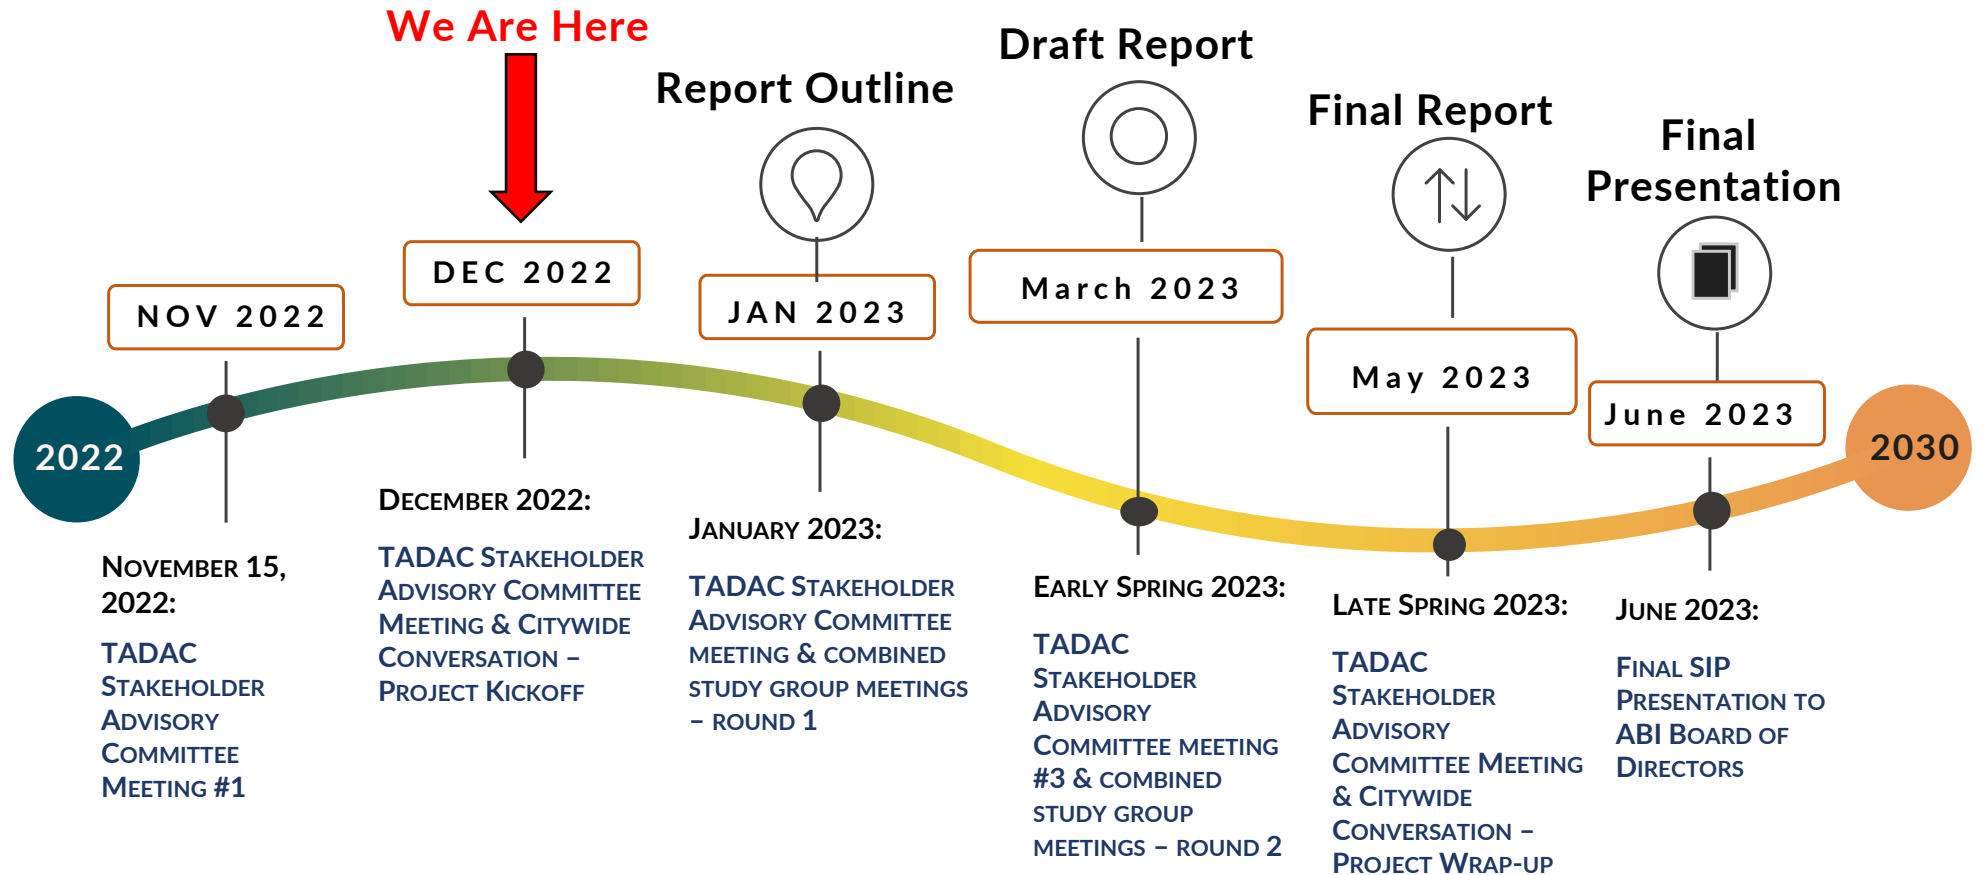 We Are Here
Report Outline
Draft Report
Final Report
Final
Presentation
NOV 2022
DEC 2022
JAN 2023
March 2023
May 2023
June 2023
2022
2030
November 15,
2022:
TADAC
Stakeholder
Advisory
Committee
Meeting #1
December 2022:
TADAC Stakeholder
Advisory Committee
Meeting & Citywide
Conversation –
Project Kickoff
January 2023:
TADAC Stakeholder
Advisory Committee
meeting & combined
study group meetings
– round 1
Early Spring 2023:
TADAC
Stakeholder
Advisory
Committee meeting
#3 & combined
study group
meetings – round 2
Late Spring 2023:
TADAC
Stakeholder
Advisory
Committee Meeting
& Citywide
Conversation –
Project Wrap-up
June 2023:
Final SIP
Presentation to
ABI Board of
Directors